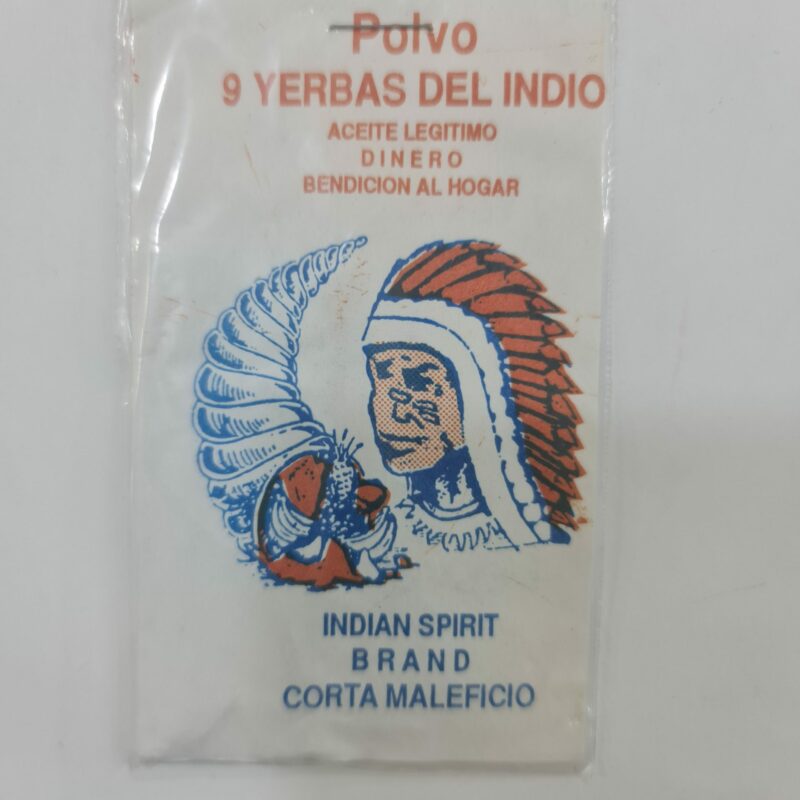 Polvo
9 YERBAS DEL INDIO
ACEITE LEGITIMO
DINERO
BENDICION AL HOGAR
INDIAN SPIRIT
BRAND
CORTA MALEFICIO